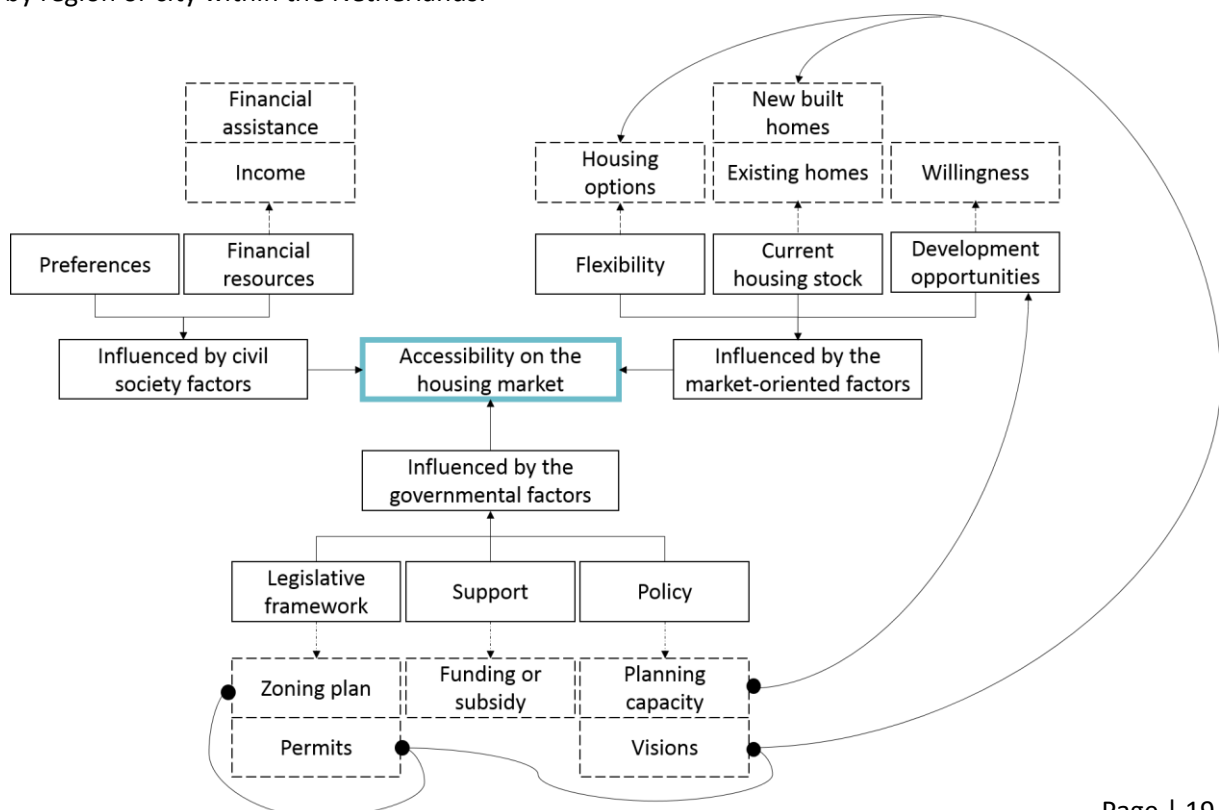 by region or city within the Netherlands.
Financial
assistance
Income
New built
homes
Housing
options
Existing homes
Willingness
Preferences
Financial
resources
Flexibility
Current
housing stock
Development
opportunities
Influenced by civil
society factors
Accessibility on the
housing market
Influenced by the
market-oriented factors
Influenced by the
governmental factors
Legislative
framework
Support
Policy
Zoning plan
Funding or
subsidy
Planning
capacity
Permits
Visions
Page | 19